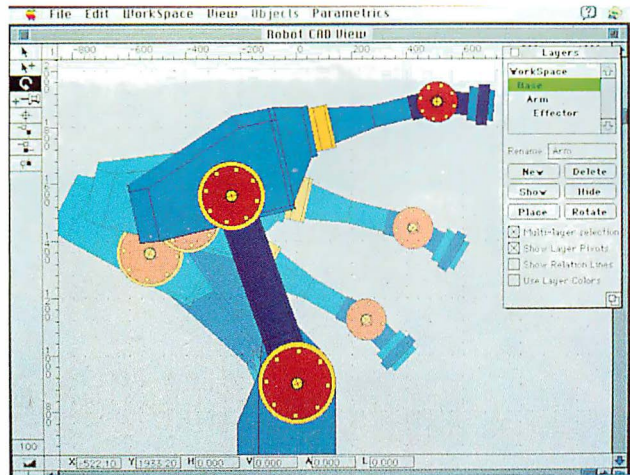 File Edit WorkSpace View Objects Parametrics
Robot CAD View
-800 -600 -400 -200 0 200 400 600
Layers
WorkSpace
Base
Arm
Effector
Rename: Arm
New Delete
Show Hide
Place Rotate
Multi-layer selection
Show Layer Pivots
Show Relation Lines
Use Layer Colors
100
X -522.10 Y 1933.20 H 0.000 V 0.000 A 0.000 L 0.000